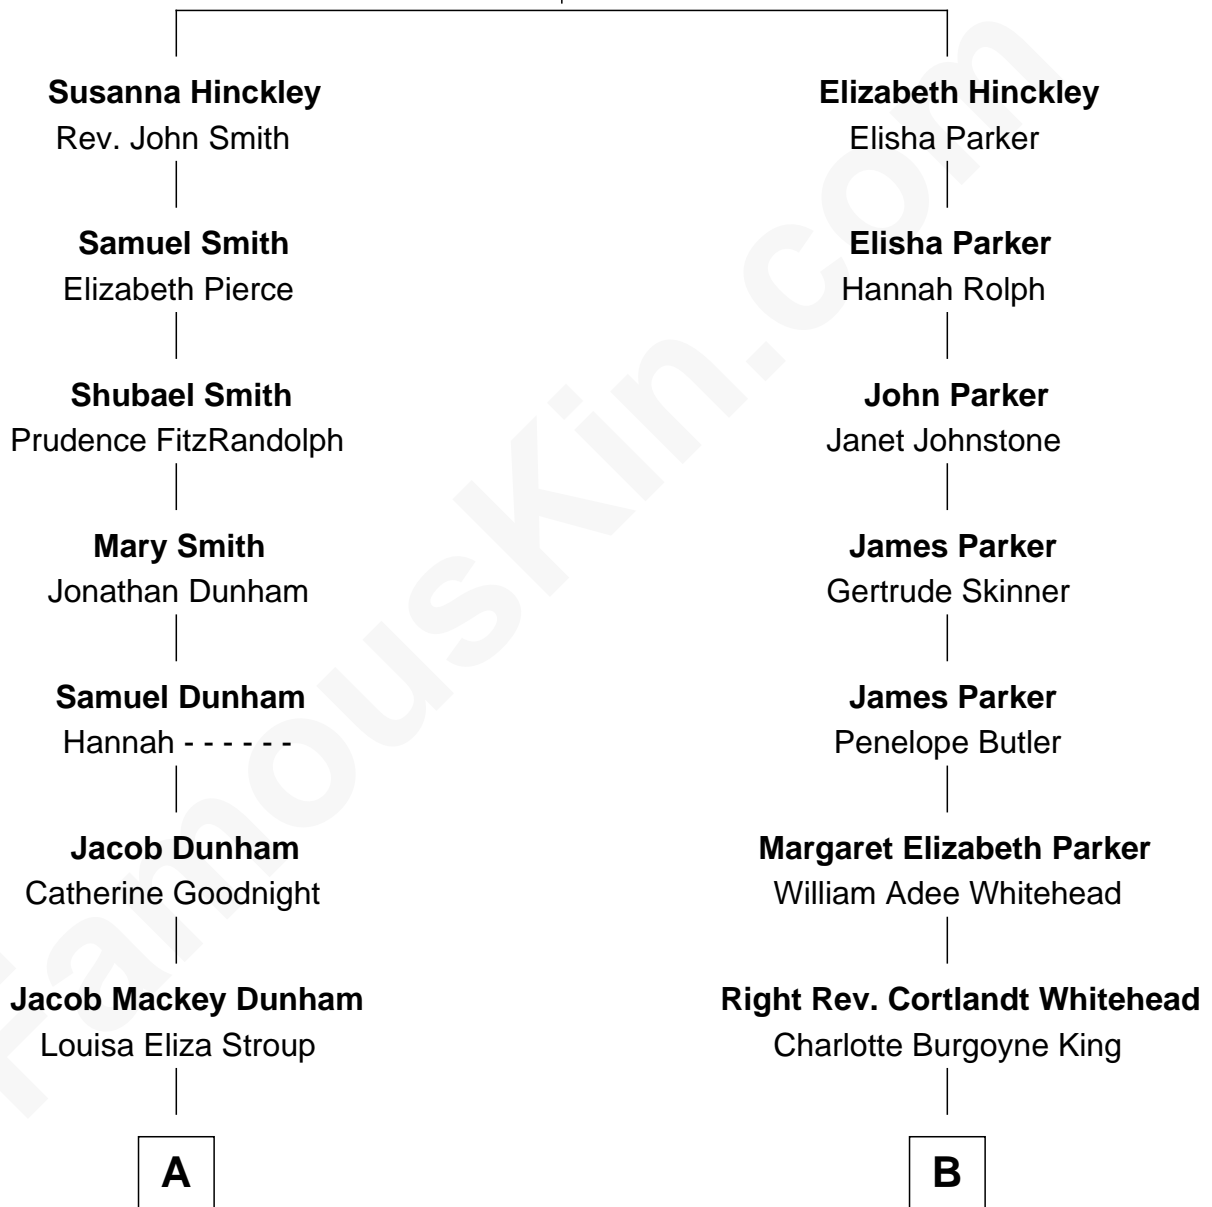 Susanna Hinckley
Rev. John Smith
Samuel Smith
Elizabeth Pierce
Shubael Smith
Prudence FitzRandolph
Mary Smith
Jonathan Dunham
Samuel Dunham
Hannah - - - - - -
Jacob Dunham
Catherine Goodnight
Jacob Mackey Dunham
Louisa Eliza Stroup
A
Elizabeth Hinckley
Elisha Parker
Elisha Parker
Hannah Rolph
John Parker
Janet Johnstone
James Parker
Gertrude Skinner
James Parker
Penelope Butler
Margaret Elizabeth Parker
William Adee Whitehead
Right Rev. Cortlandt Whitehead
Charlotte Burgoyne King
B
FamousKin.com